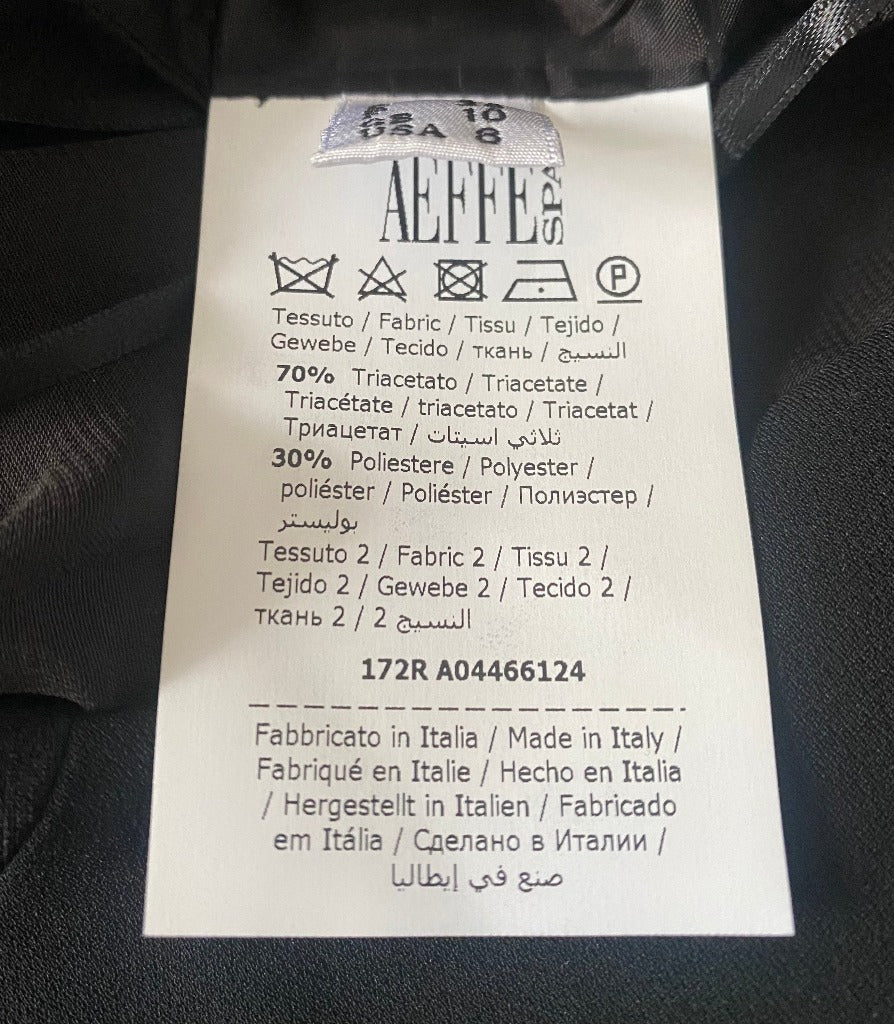 10
USA 8
AEFFE SPA
P
Tessuto / Fabric / Tissu / Tejido /
Gewebe / Tecido / ткань / النسيج
70% Triacetato / Triacetate /
Triacétate / triacetato / Triacetat /
Триацетат / ثلاثي اسيتات
30% Poliestere / Polyester /
poliéster / Poliéster / Полиэстер /
بوليستر
Tessuto 2 / Fabric 2 / Tissu 2 /
Tejido 2 / Gewebe 2 / Tecido 2 /
ткань 2 / 2 النسيج
172R A04466124
Fabbricato in Italia / Made in Italy /
Fabriqué en Italie / Hecho en Italia
/ Hergestellt in Italien / Fabricado
em Itália / Сделано в Италии /
صنع في إيطاليا